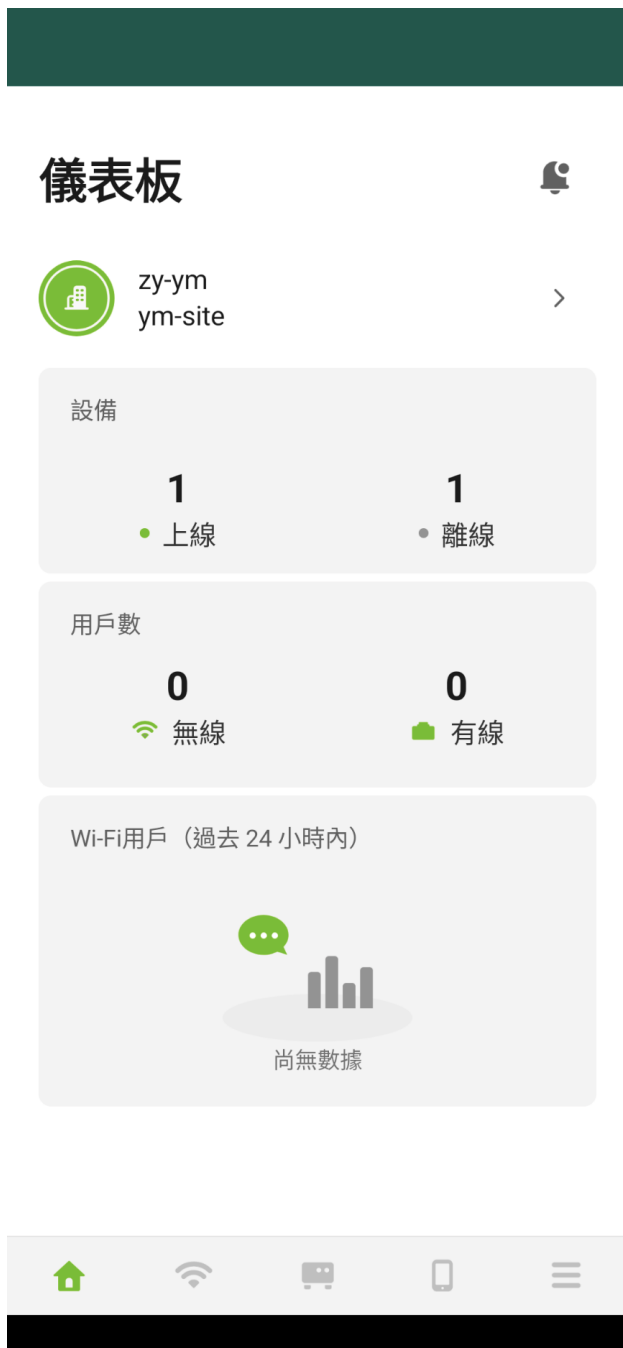 儀表板
zy-ym
ym-site
設備
1
上線
1
離線
用戶數
0
無線
0
有線
Wi-Fi用戶（過去 24 小時內）
尚無數據